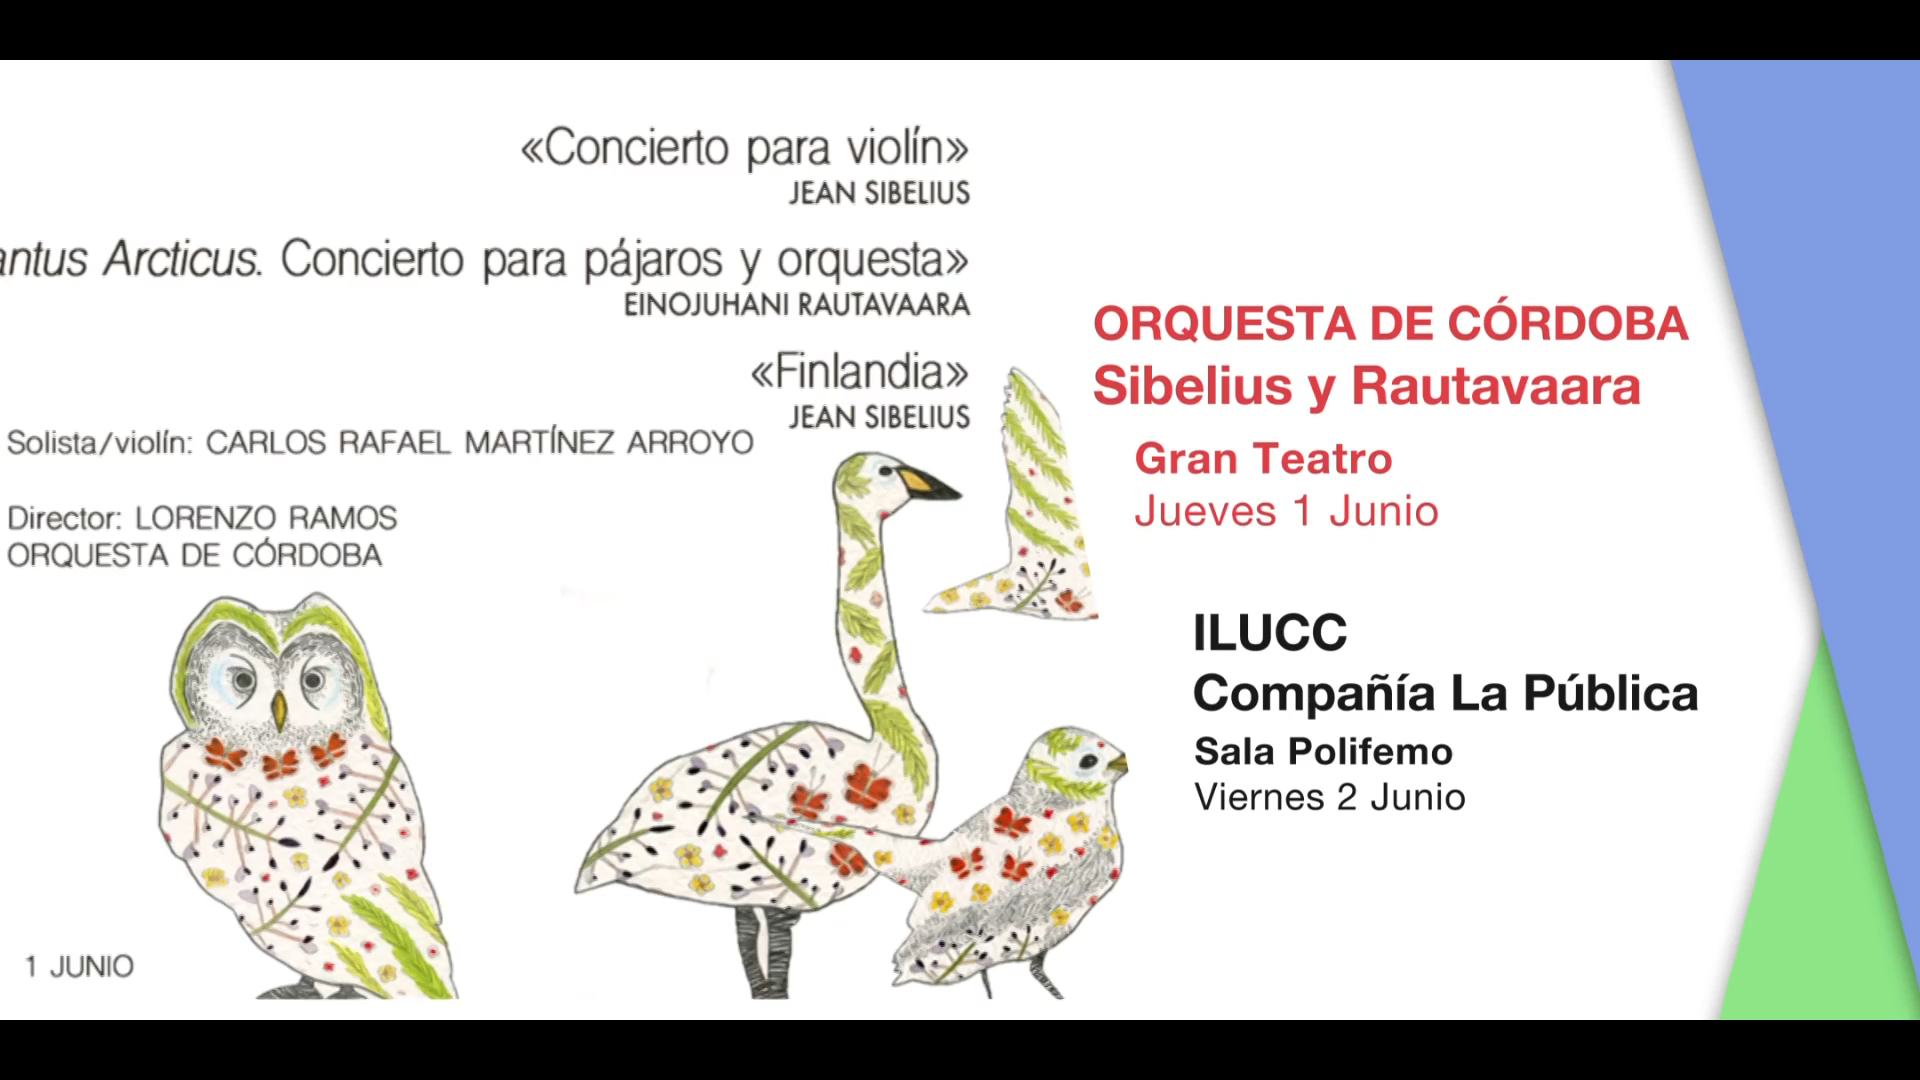 «Concierto para violín»
JEAN SIBELIUS
Arcticus. Concierto para pájaros y orquesta»
EINOJUHANI RAUTAVAARA
«Finlandia»
JEAN SIBELIUS
Solista/violín: CARLOS RAFAEL MARTÍNEZ ARROYO
Director: LORENZO RAMOS
ORQUESTA DE CÓRDOBA
1 JUNIO
ORQUESTA DE CÓRDOBA
Sibelius y Rautavaara
Gran Teatro
Jueves 1 Junio
ILUCC
Compañía La Pública
Sala Polifemo
Viernes 2 Junio